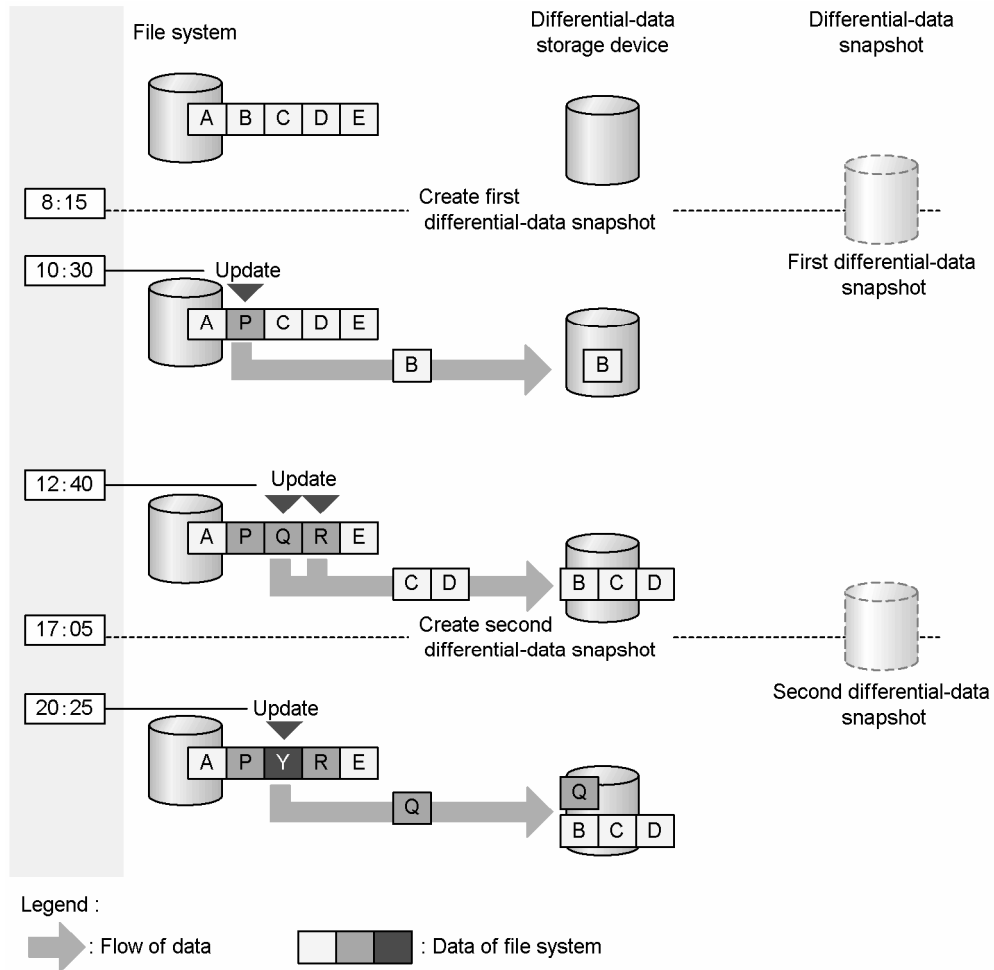 File system
Differential-data
storage device
Differential-data
snapshot
A B C D E
8:15
Create first
differential-data snapshot
First differential-data
snapshot
10:30
Update
A P C D E
B
B
12:40
Update
A P Q R E
C D
B C D
17:05
Create second
differential-data snapshot
Second differential-data
snapshot
20:25
Update
A P Y R E
Q
Q
B C D
Legend :
: Flow of data
: Data of file system